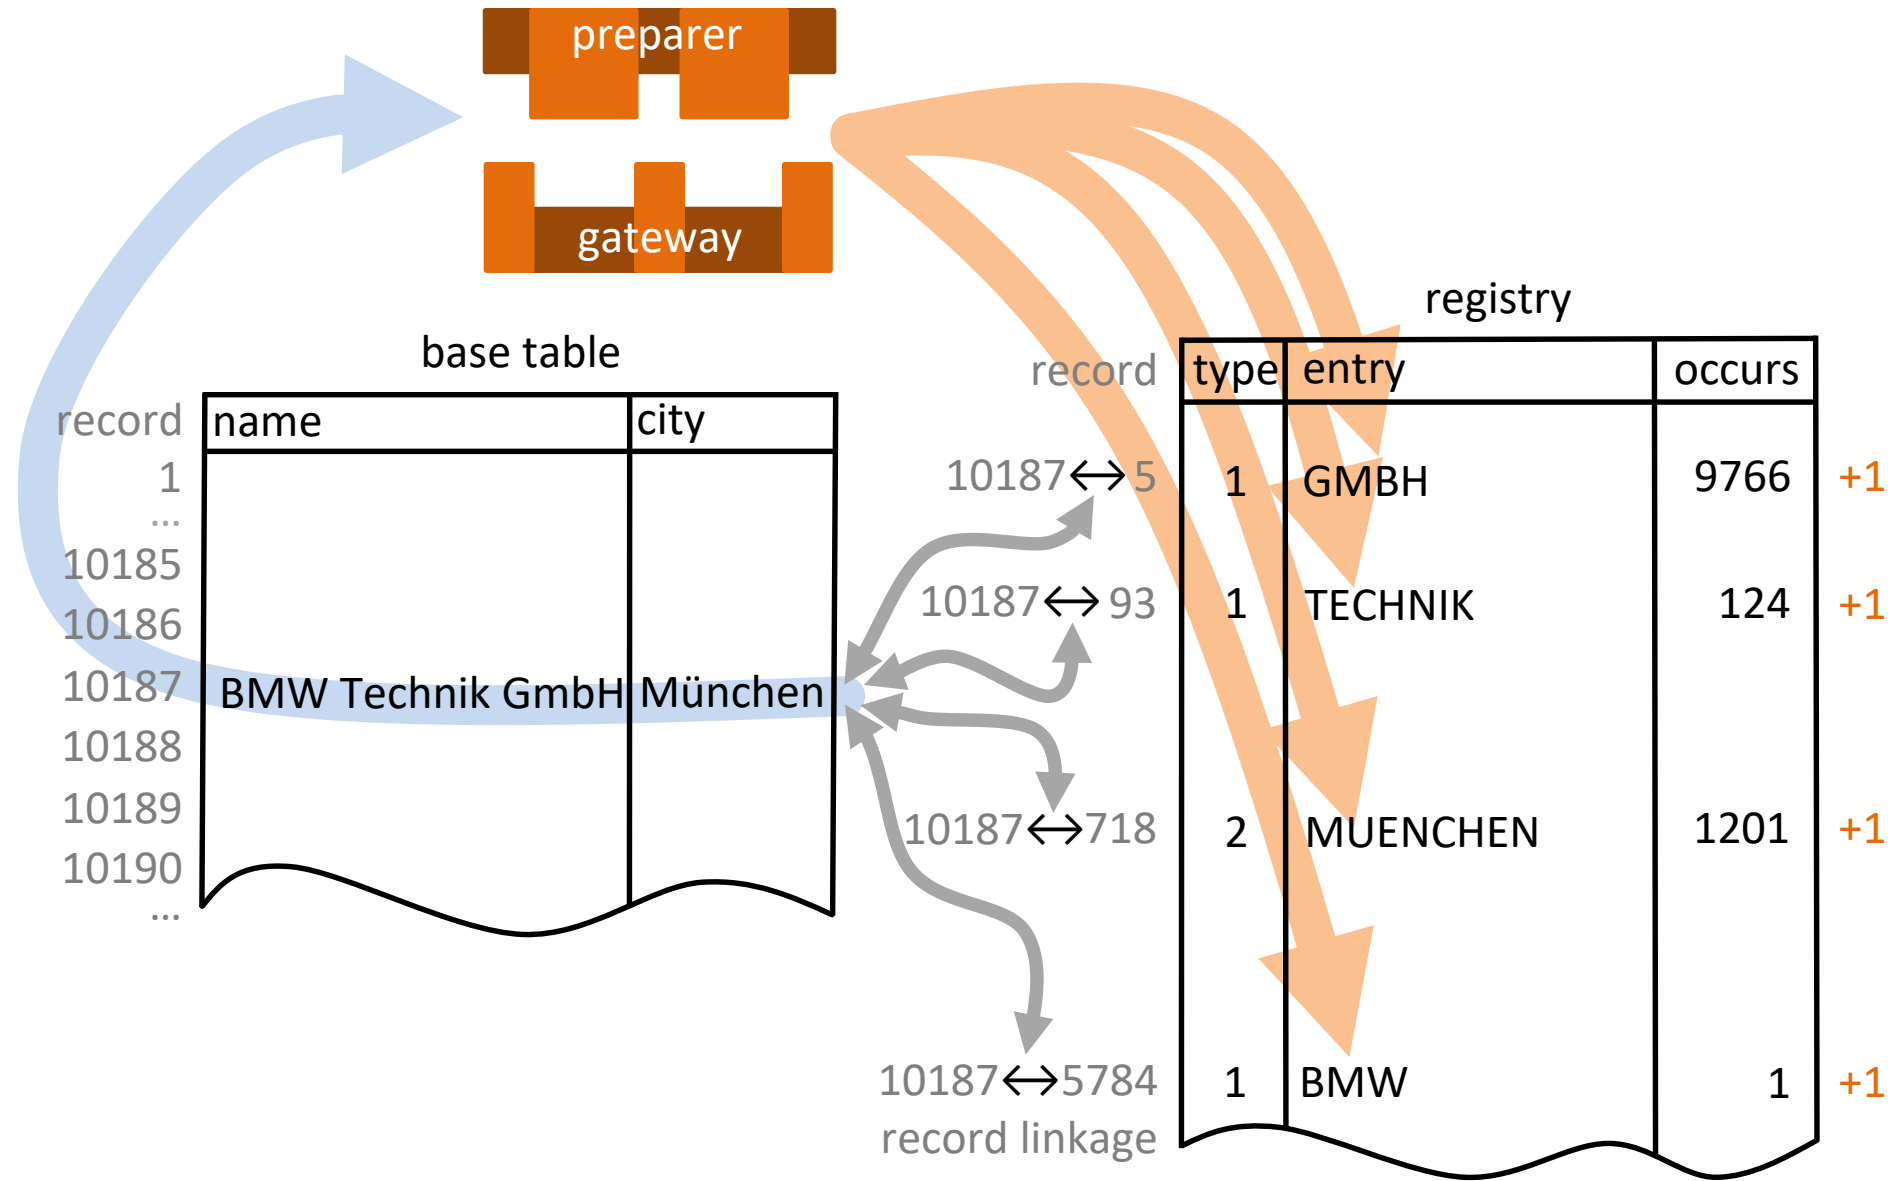 preparer
gateway
base table
record name city
1
...
10185
10186
10187 BMW Technik GmbH München
10188
10189
10190
...
registry
record type entry occurs
10187↔5 1 GMBH 9766 +1
10187↔93 1 TECHNIK 124 +1
10187↔718 2 MUENCHEN 1201 +1
10187↔5784 1 BMW 1 +1
record linkage